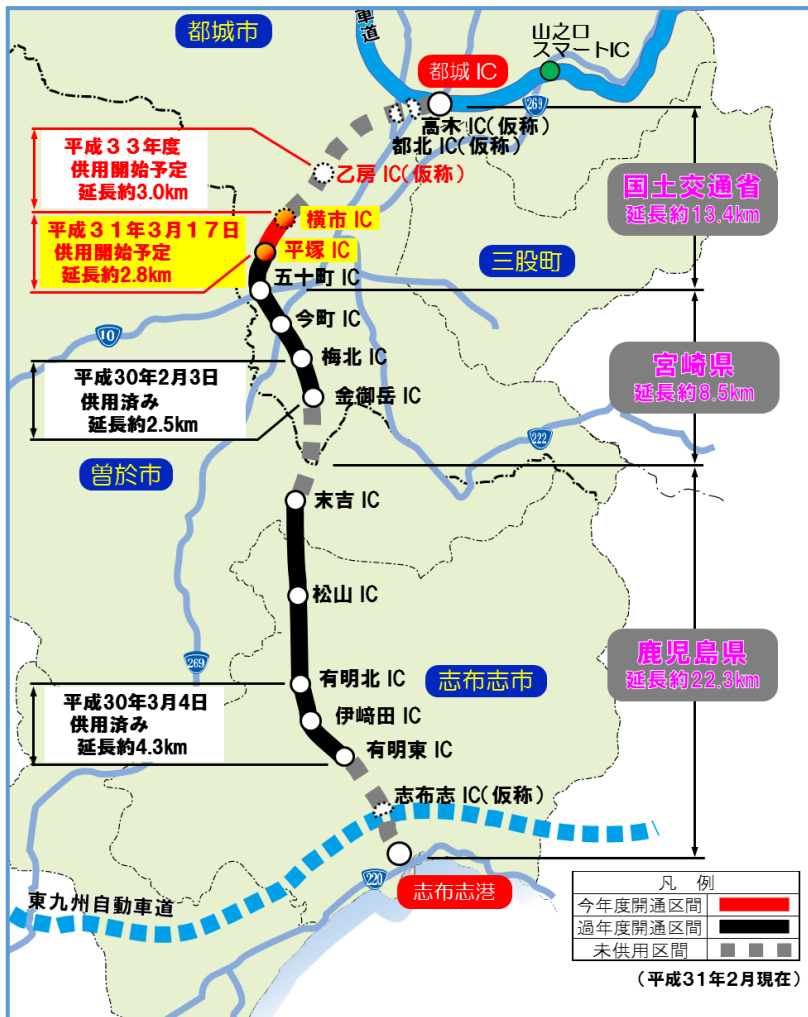 都城市
車道
山之口
スマートIC
都城 IC
269
高木 IC(仮称)
都北 IC(仮称)
平成33年度
供用開始予定
延長約3.0km
乙房 IC(仮称)
国土交通省
延長約13.4km
横市 IC
平成31年3月17日
供用開始予定
延長約2.8km
平塚 IC
三股町
五十町 IC
今町 IC
10
梅北 IC
平成30年2月3日
供用済み
延長約2.5km
宮崎県
延長約8.5km
金御岳 IC
222
曽於市
末吉 IC
松山 IC
269
鹿児島県
延長約22.3km
有明北 IC
志布志市
平成30年3月4日
供用済み
延長約4.3km
伊﨑田 IC
有明東 IC
志布志 IC(仮称)
220
志布志港
東九州自動車道
凡 例
今年度開通区間
過年度開通区間
未供用区間
(平成31年2月現在)